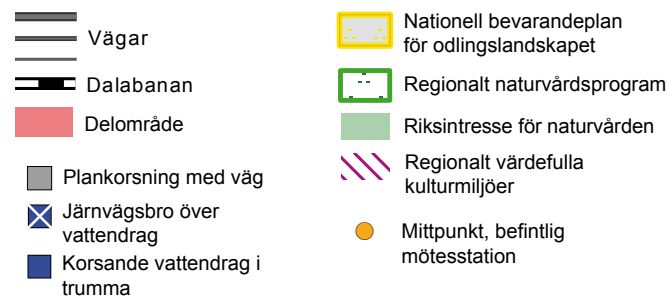 Vägar
Dalabanan
Delområde
Plankorsning med väg
Järnvägsbro över
vattendrag
Korsande vattendrag i
trumma
Nationell bevarandeplan
för odlingslandskapet
Regionalt naturvårdsprogram
Riksintresse för naturvården
Regionalt värdefulla
kulturmiljöer
Mittpunkt, befintlig
mötesstation